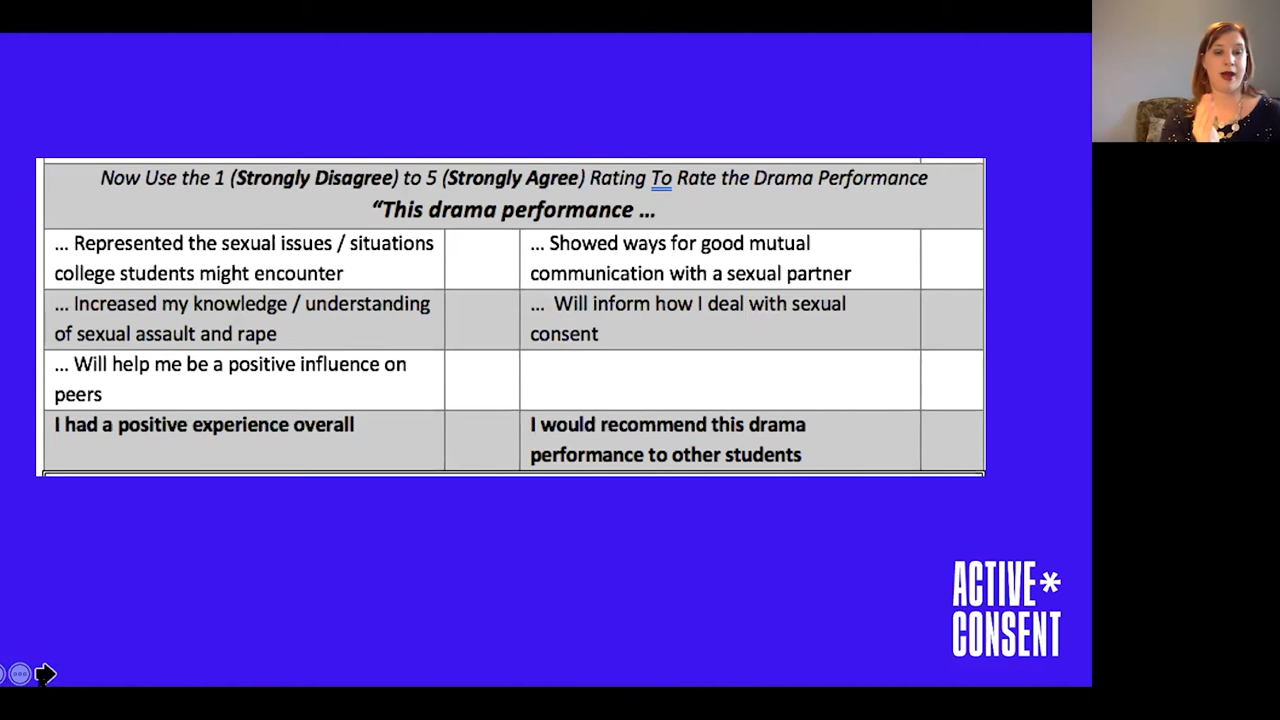 Now Use the 1 (Strongly Disagree) to 5 (Strongly Agree) Rating To Rate the Drama Performance
“This drama performance ...
... Represented the sexual issues / situations
college students might encounter
... Showed ways for good mutual
communication with a sexual partner
... Increased my knowledge / understanding
of sexual assault and rape
... Will inform how I deal with sexual
consent
... Will help me be a positive influence on
peers
I had a positive experience overall
I would recommend this drama
performance to other students
ACTIVE*
CONSENT